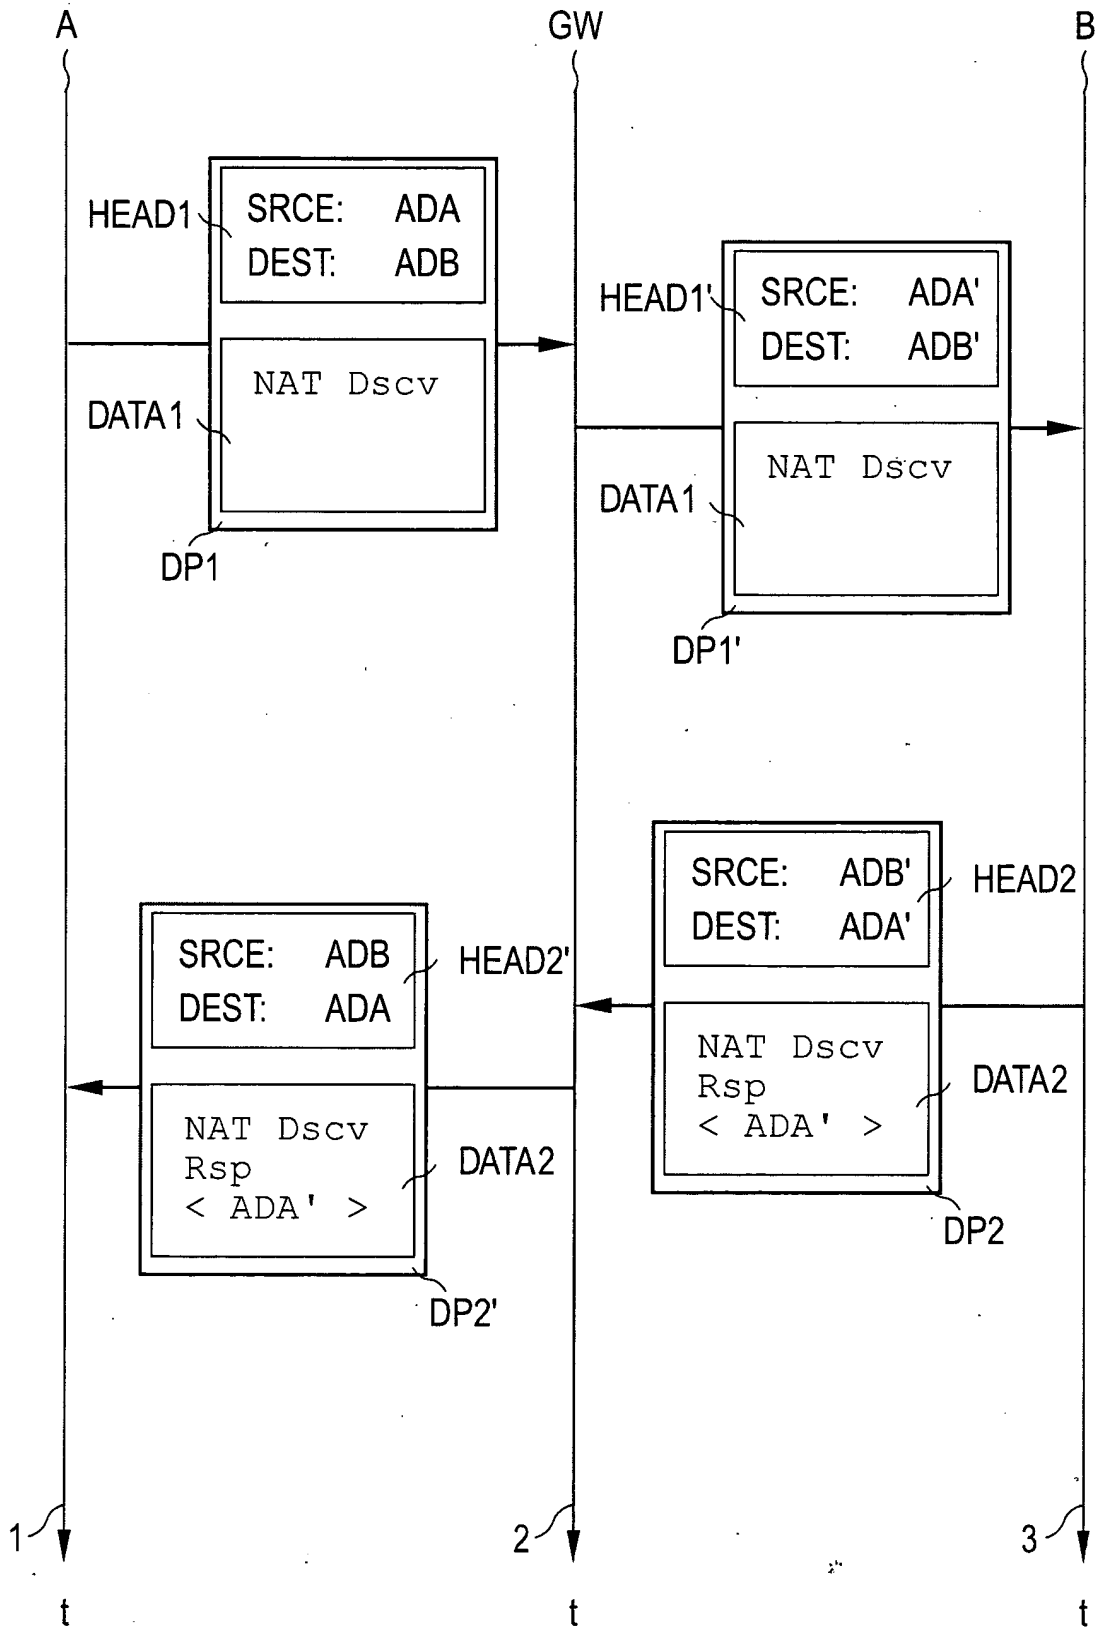 A GW B
HEAD1
SRCE: ADA
DEST: ADB
HEAD1'
SRCE: ADA'
DEST: ADB'
DATA1
NAT Dscv
DATA1
NAT Dscv
DP1
DP1'
SRCE: ADB'
DEST: ADA'
HEAD2
SRCE: ADB
DEST: ADA
HEAD2'
NAT Dscv
Rsp
< ADA' >
DATA2
NAT Dscv
Rsp
< ADA' >
DATA2
DP2
DP2'
1 2 3
t t t